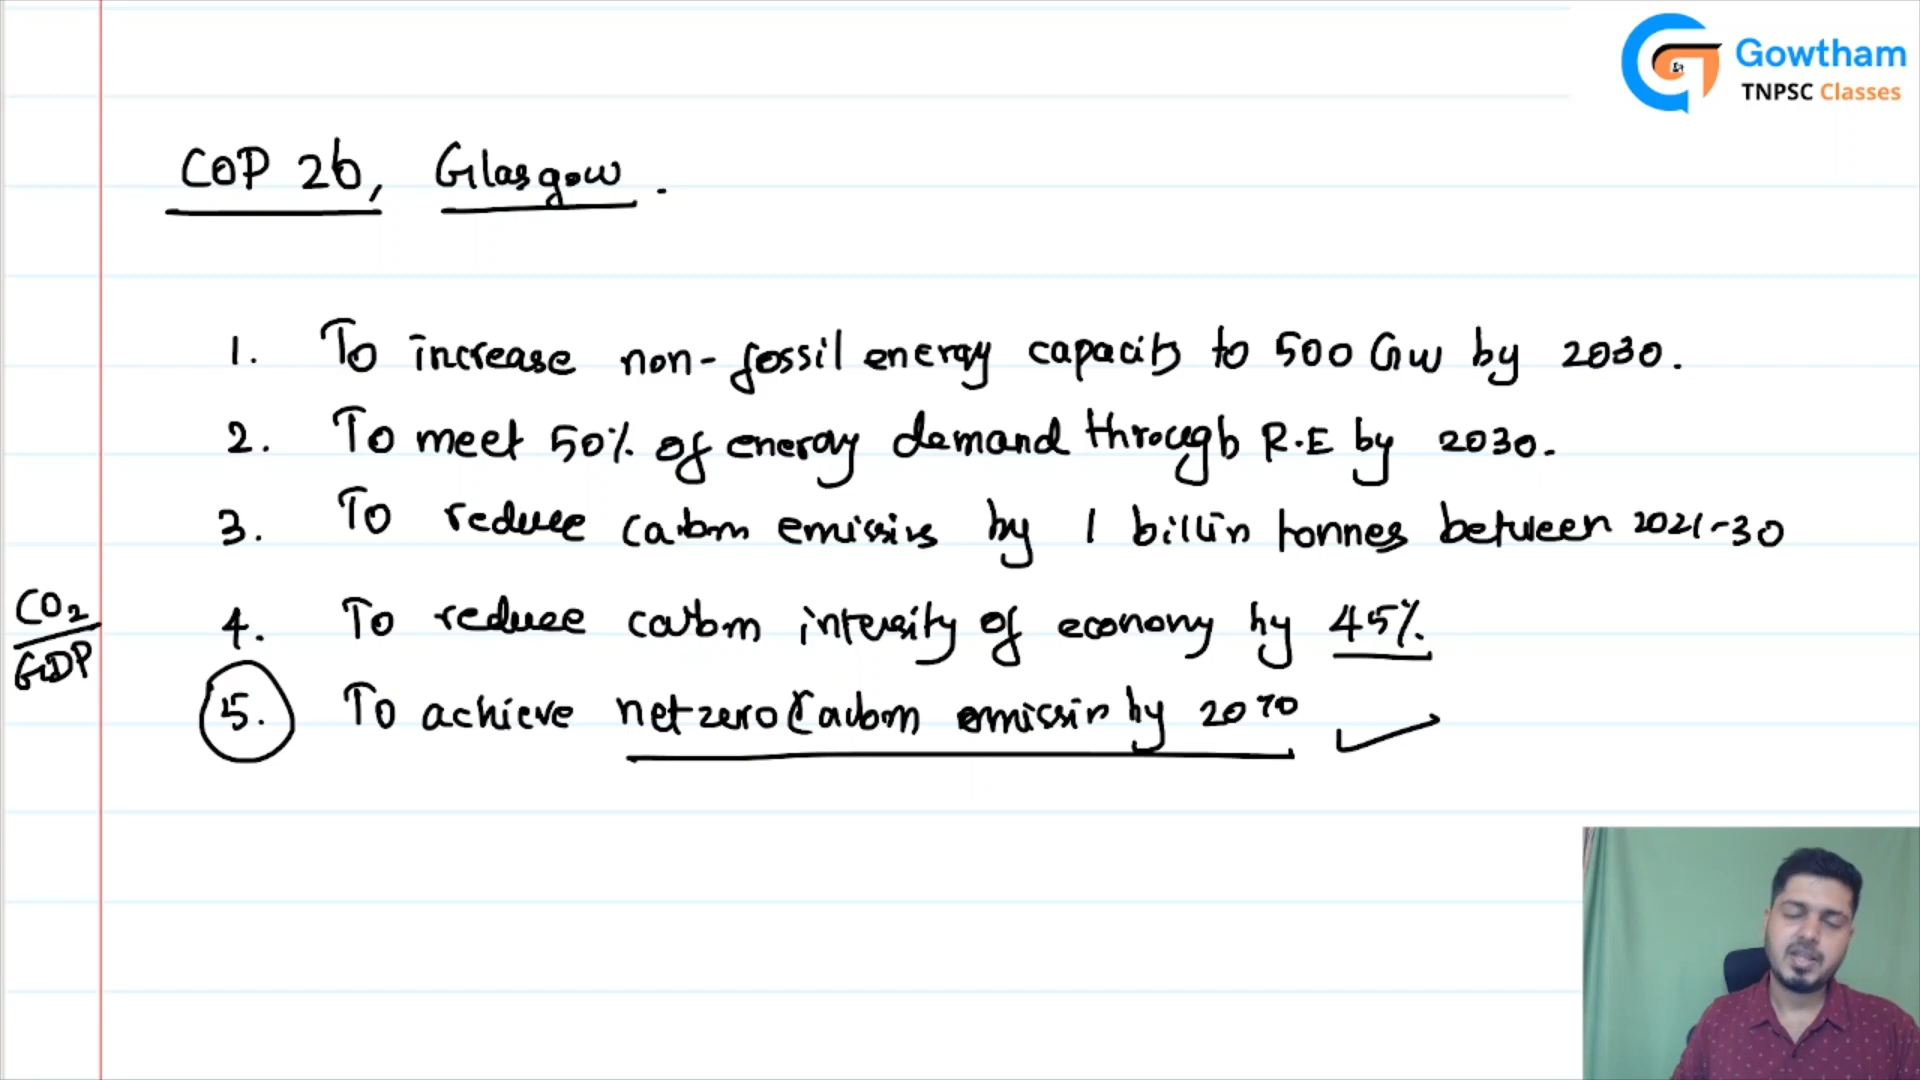 Gowtham
TNPSC Classes
COP 26, Glasgow.
1. To increase non-fossil energy capacity to 500 GW by 2030.
2. To meet 50% of energy demand through R.E by 2030.
3. To reduce carbon emissions by 1 billion tonnes between 2021-30
4. To reduce carbon intensity of economy by 45%.
CO2
GDP
5. To achieve net zero Carbon emission by 2070